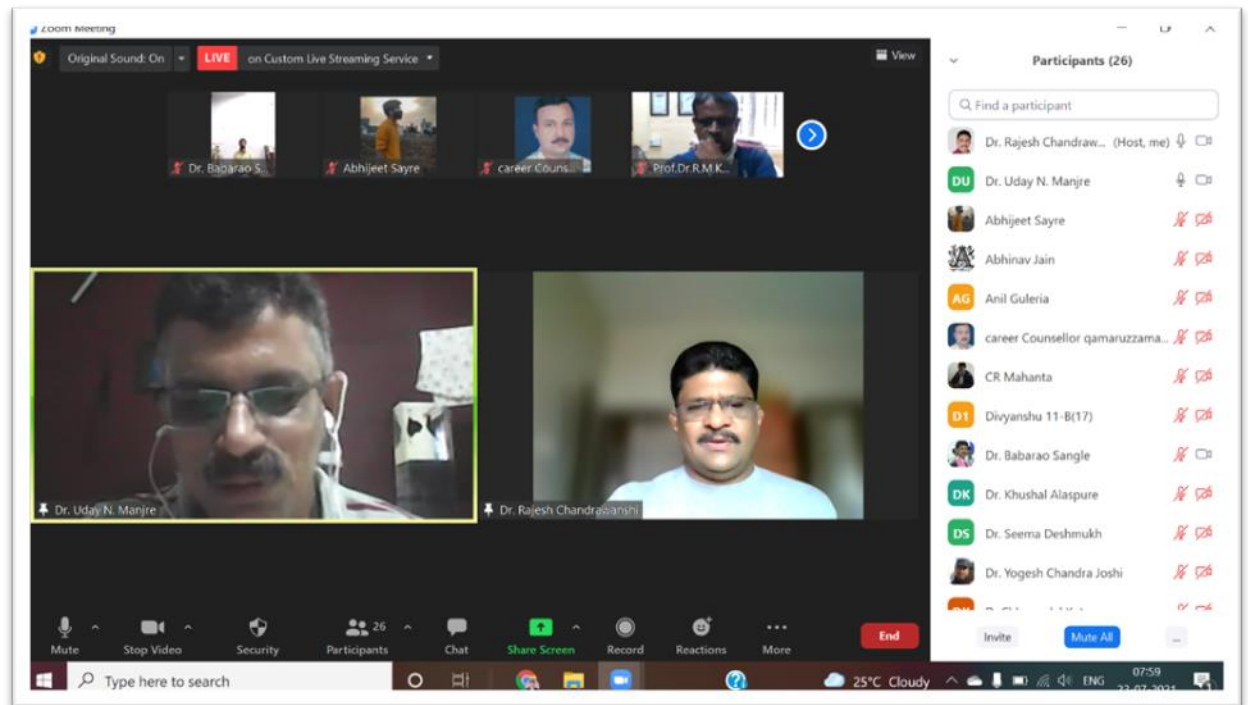 Zoom Meeting
Original Sound: On
LIVE on Custom Live Streaming Service
View
Dr. Babarao S...
Abhijeet Sayre
career Couns...
Prof.Dr.R.M.K...
Dr. Uday N. Manjre
Dr. Rajesh Chandrawanshi
Mute
Stop Video
Security
26
Participants
Chat
Share Screen
Record
Reactions
More
End
Participants (26)
Find a participant
Dr. Rajesh Chandraw... (Host, me)
DU Dr. Uday N. Manjre
Abhijeet Sayre
Abhinav Jain
AG Anil Guleria
career Counsellor qamaruzzama...
CR Mahanta
D1 Divyanshu 11-B(17)
Dr. Babarao Sangle
DK Dr. Khushal Alaspure
DS Dr. Seema Deshmukh
Dr. Yogesh Chandra Joshi
Invite
Mute All
...
Type here to search
25°C Cloudy
ENG
07:59